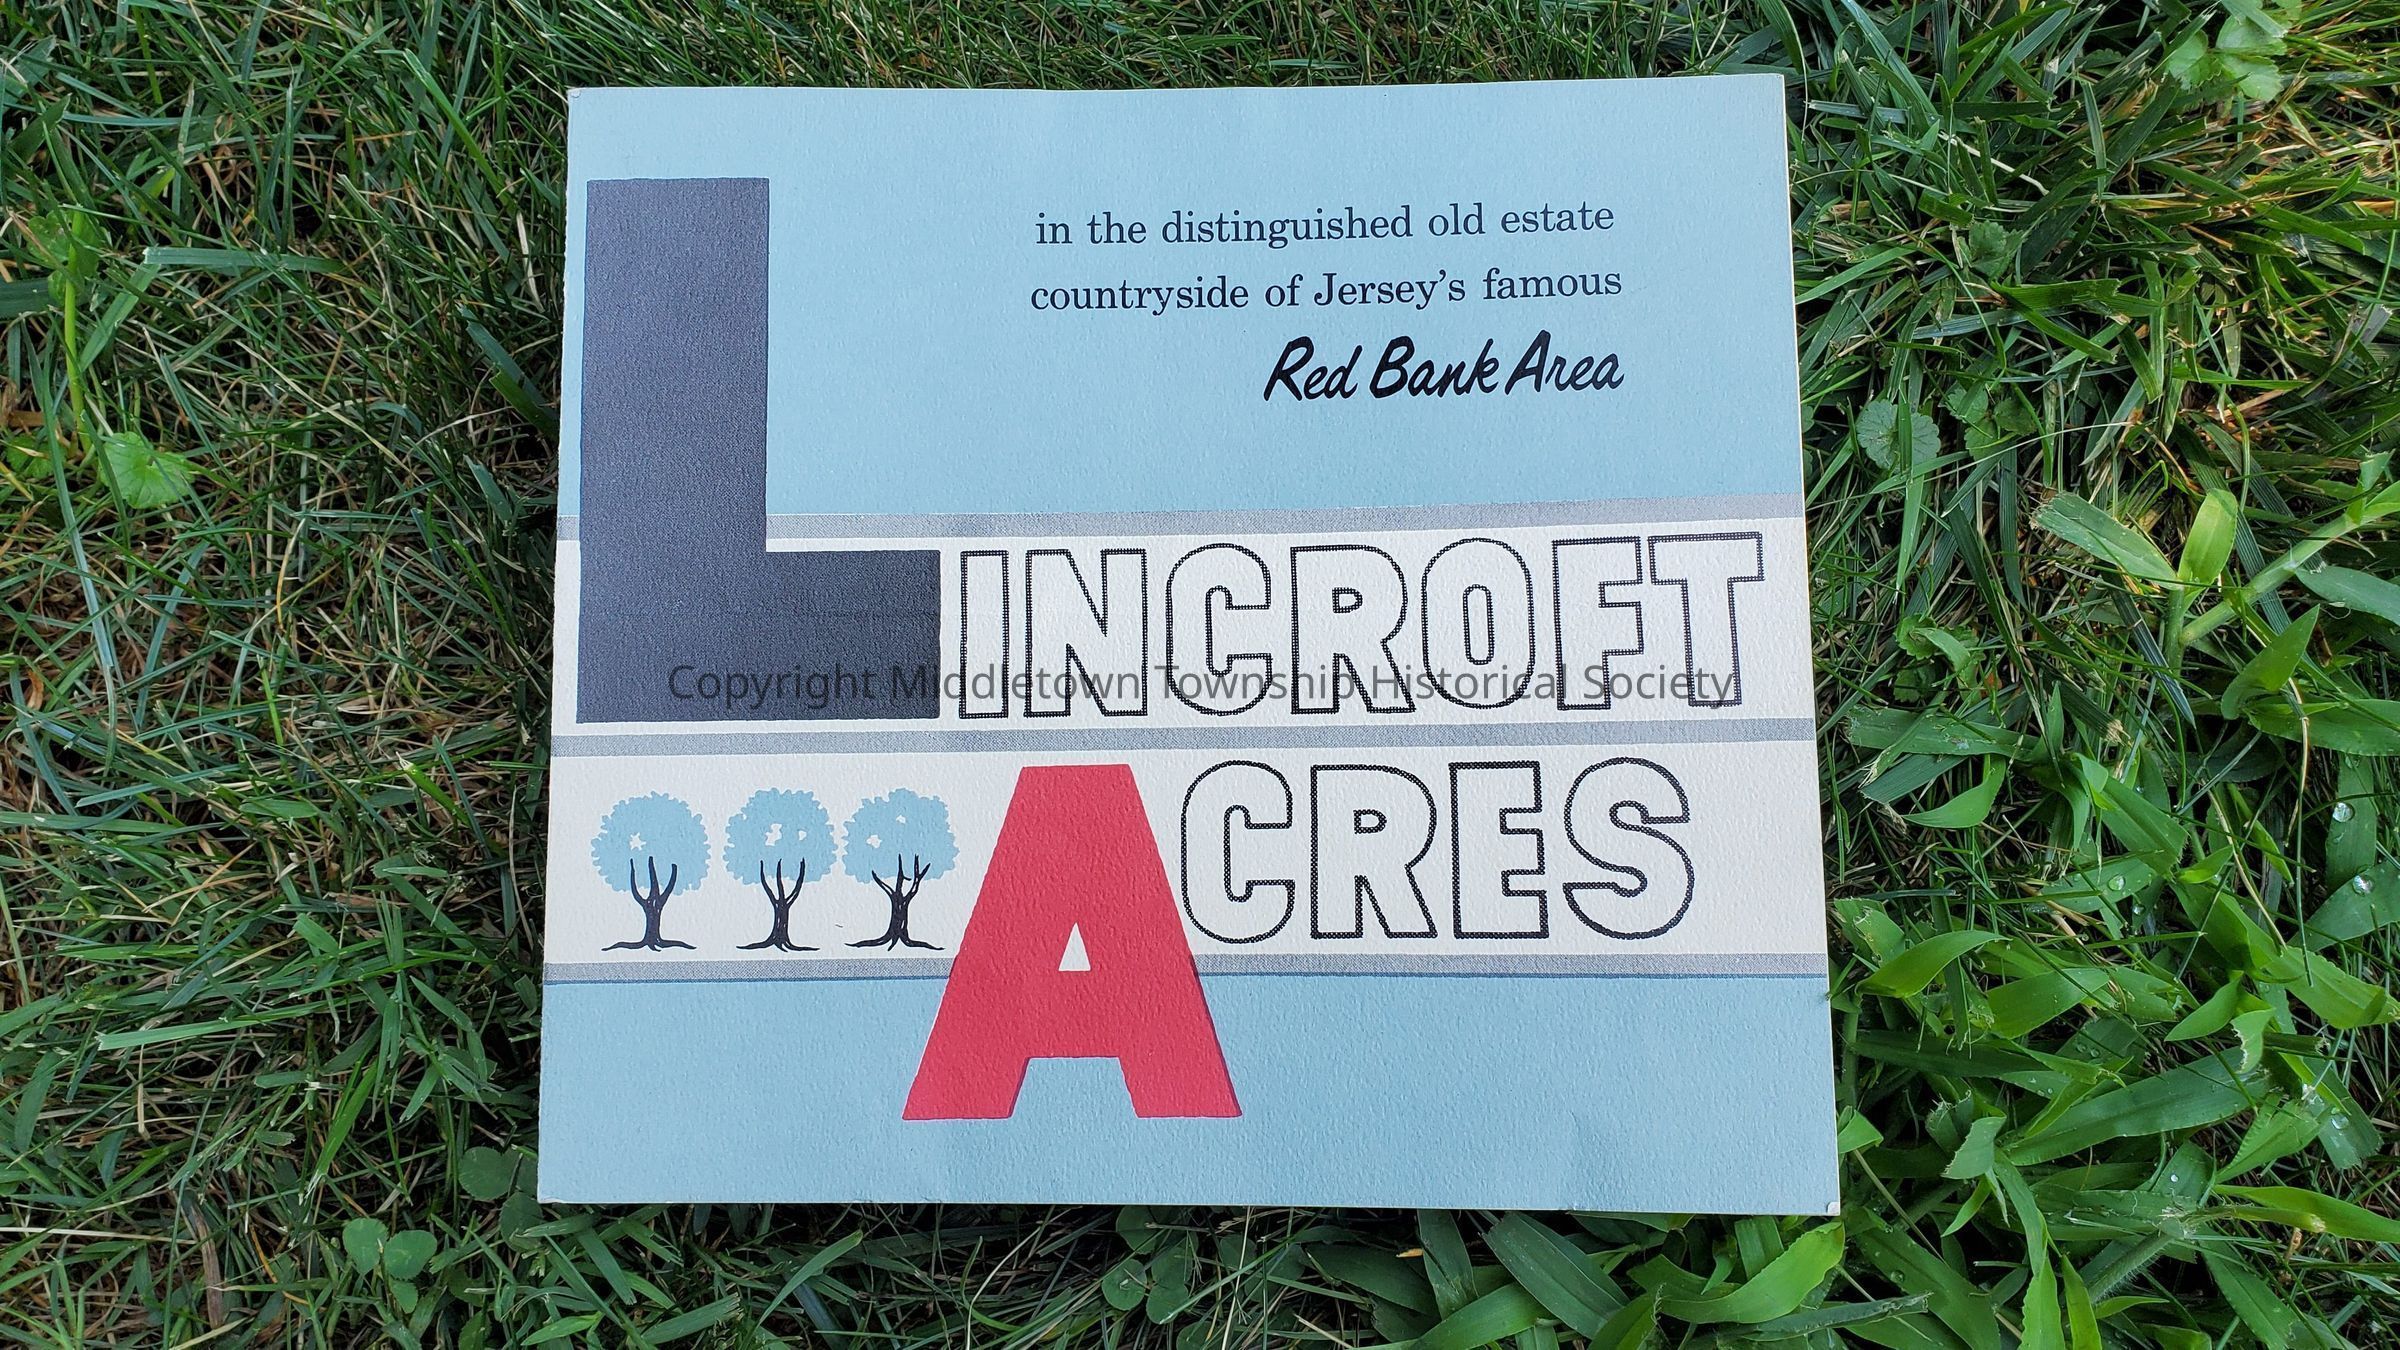 in the distinguished old estate
countryside of Jersey's famous
Red Bank Area
LINCROFT
Copyright Middletown Township Historical Society
ACRES